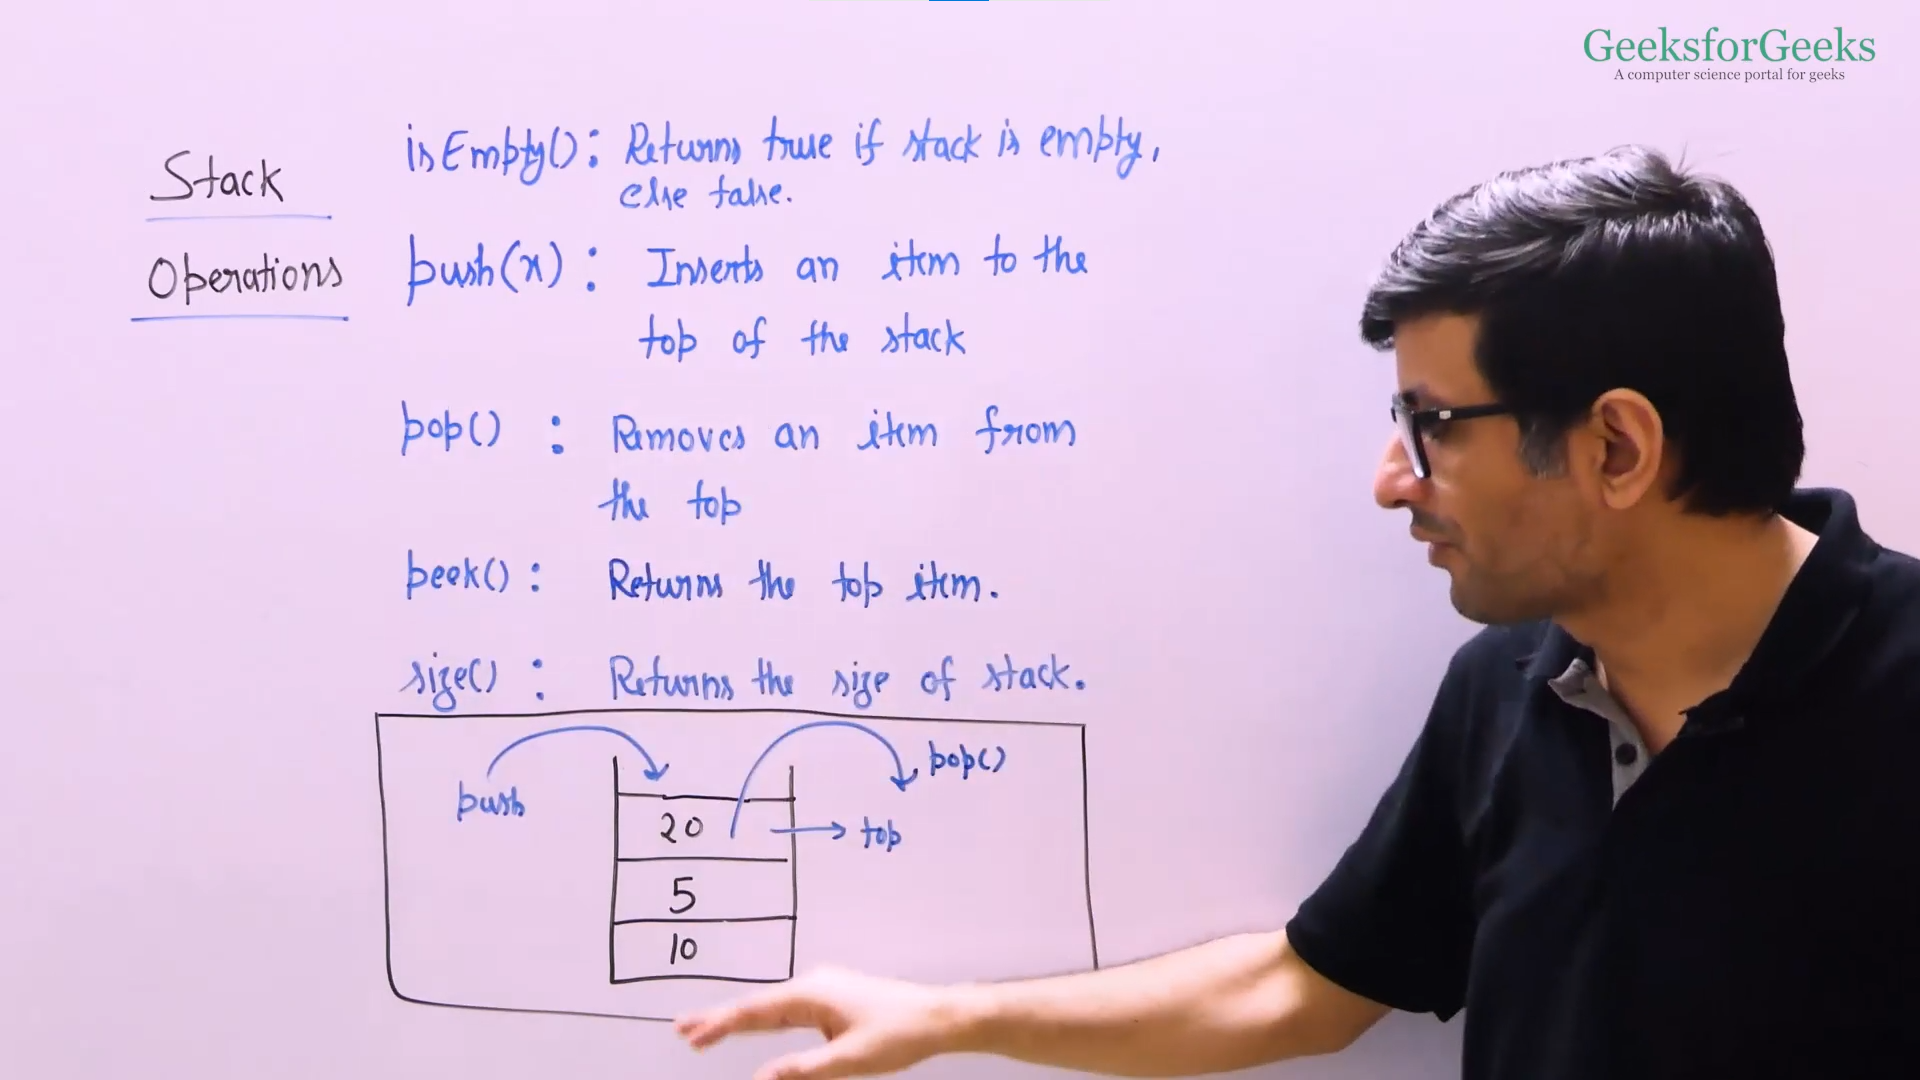 GeeksforGeeks
A computer science portal for geeks
Stack
Operations
isEmpty() : Returns true if stack is empty,
else false.
push(x) : Inserts an item to the
top of the stack
pop() : Removes an item from
the top
peek() : Returns the top item.
size() : Returns the size of stack.
push
pop()
20
top
5
10